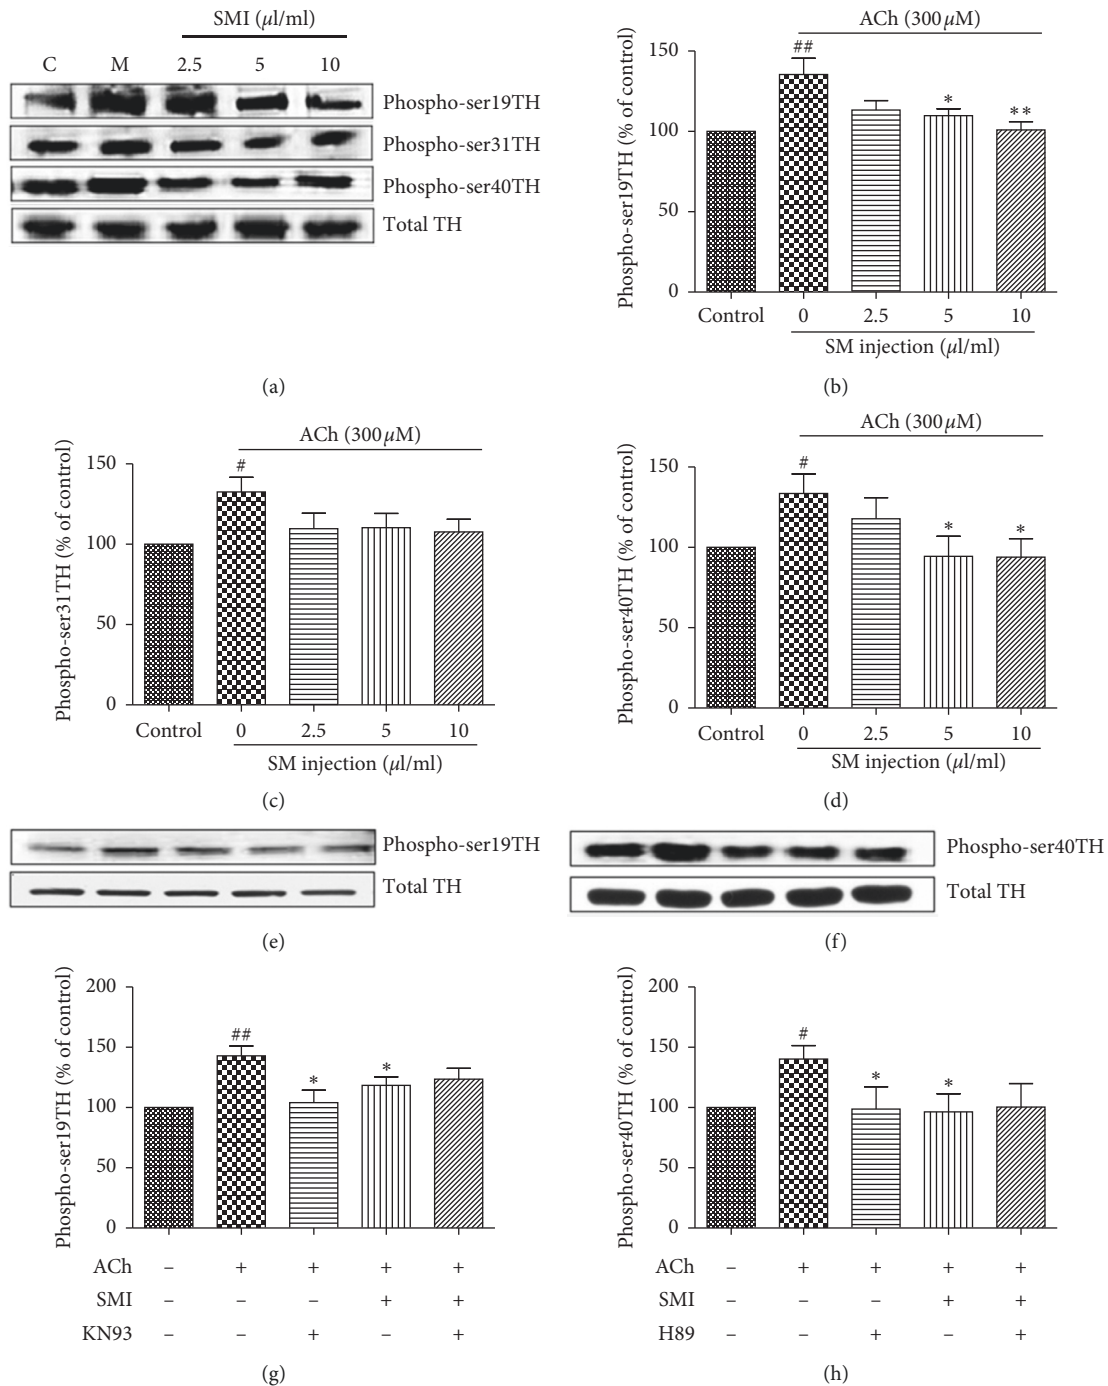 SMI (μl/ml)
C M 2.5 5 10
Phospho-ser19TH
Phospho-ser31TH
Phospho-ser40TH
Total TH
(a)
ACh (300 μM)
Phospho-ser19TH (% of control)
150
100
50
0
##
*
**
Control 0 2.5 5 10
SM injection (μl/ml)
(b)
ACh (300 μM)
Phospho-ser31TH (% of control)
150
100
50
0
#
Control 0 2.5 5 10
SM injection (μl/ml)
(c)
ACh (300 μM)
Phospho-ser40TH (% of control)
150
100
50
0
#
*
*
Control 0 2.5 5 10
SM injection (μl/ml)
(d)
Phospho-ser19TH
Total TH
(e)
Phospho-ser40TH
Total TH
(f)
Phospho-ser19TH (% of control)
200
150
100
50
0
##
*
*
ACh – + + + +
SMI – – – + +
KN93 – – + – +
(g)
Phospho-ser40TH (% of control)
200
150
100
50
0
#
*
*
ACh – + + + +
SMI – – – + +
H89 – – + – +
(h)